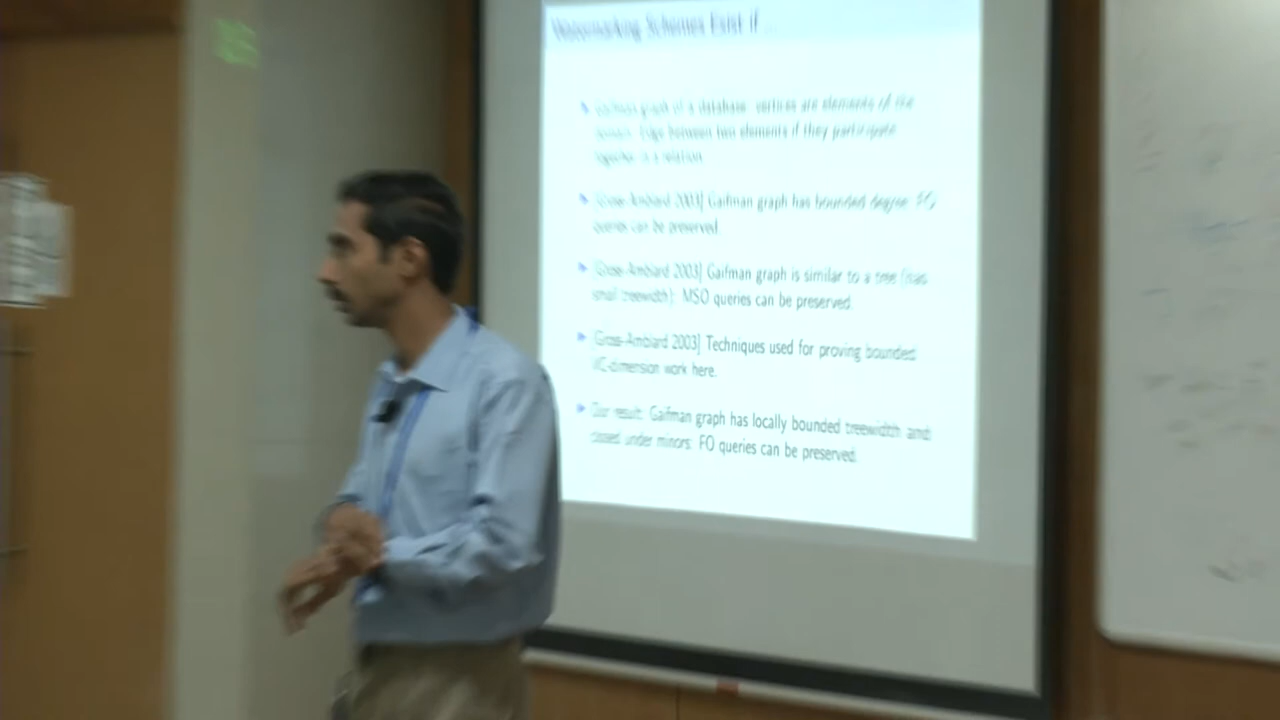 Watermarking Schemes Exist if ...
Gaifman graph of a database: vertices are elements of the
domain. Edge between two elements if they participate
together in a relation.
[Gross-Amblard 2003] Gaifman graph has bounded degree: FO
queries can be preserved.
[Gross-Amblard 2003] Gaifman graph is similar to a tree (has
small treewidth): MSO queries can be preserved.
[Gross-Amblard 2003] Techniques used for proving bounded
VC-dimension work here.
Our result: Gaifman graph has locally bounded treewidth and
closed under minors: FO queries can be preserved.